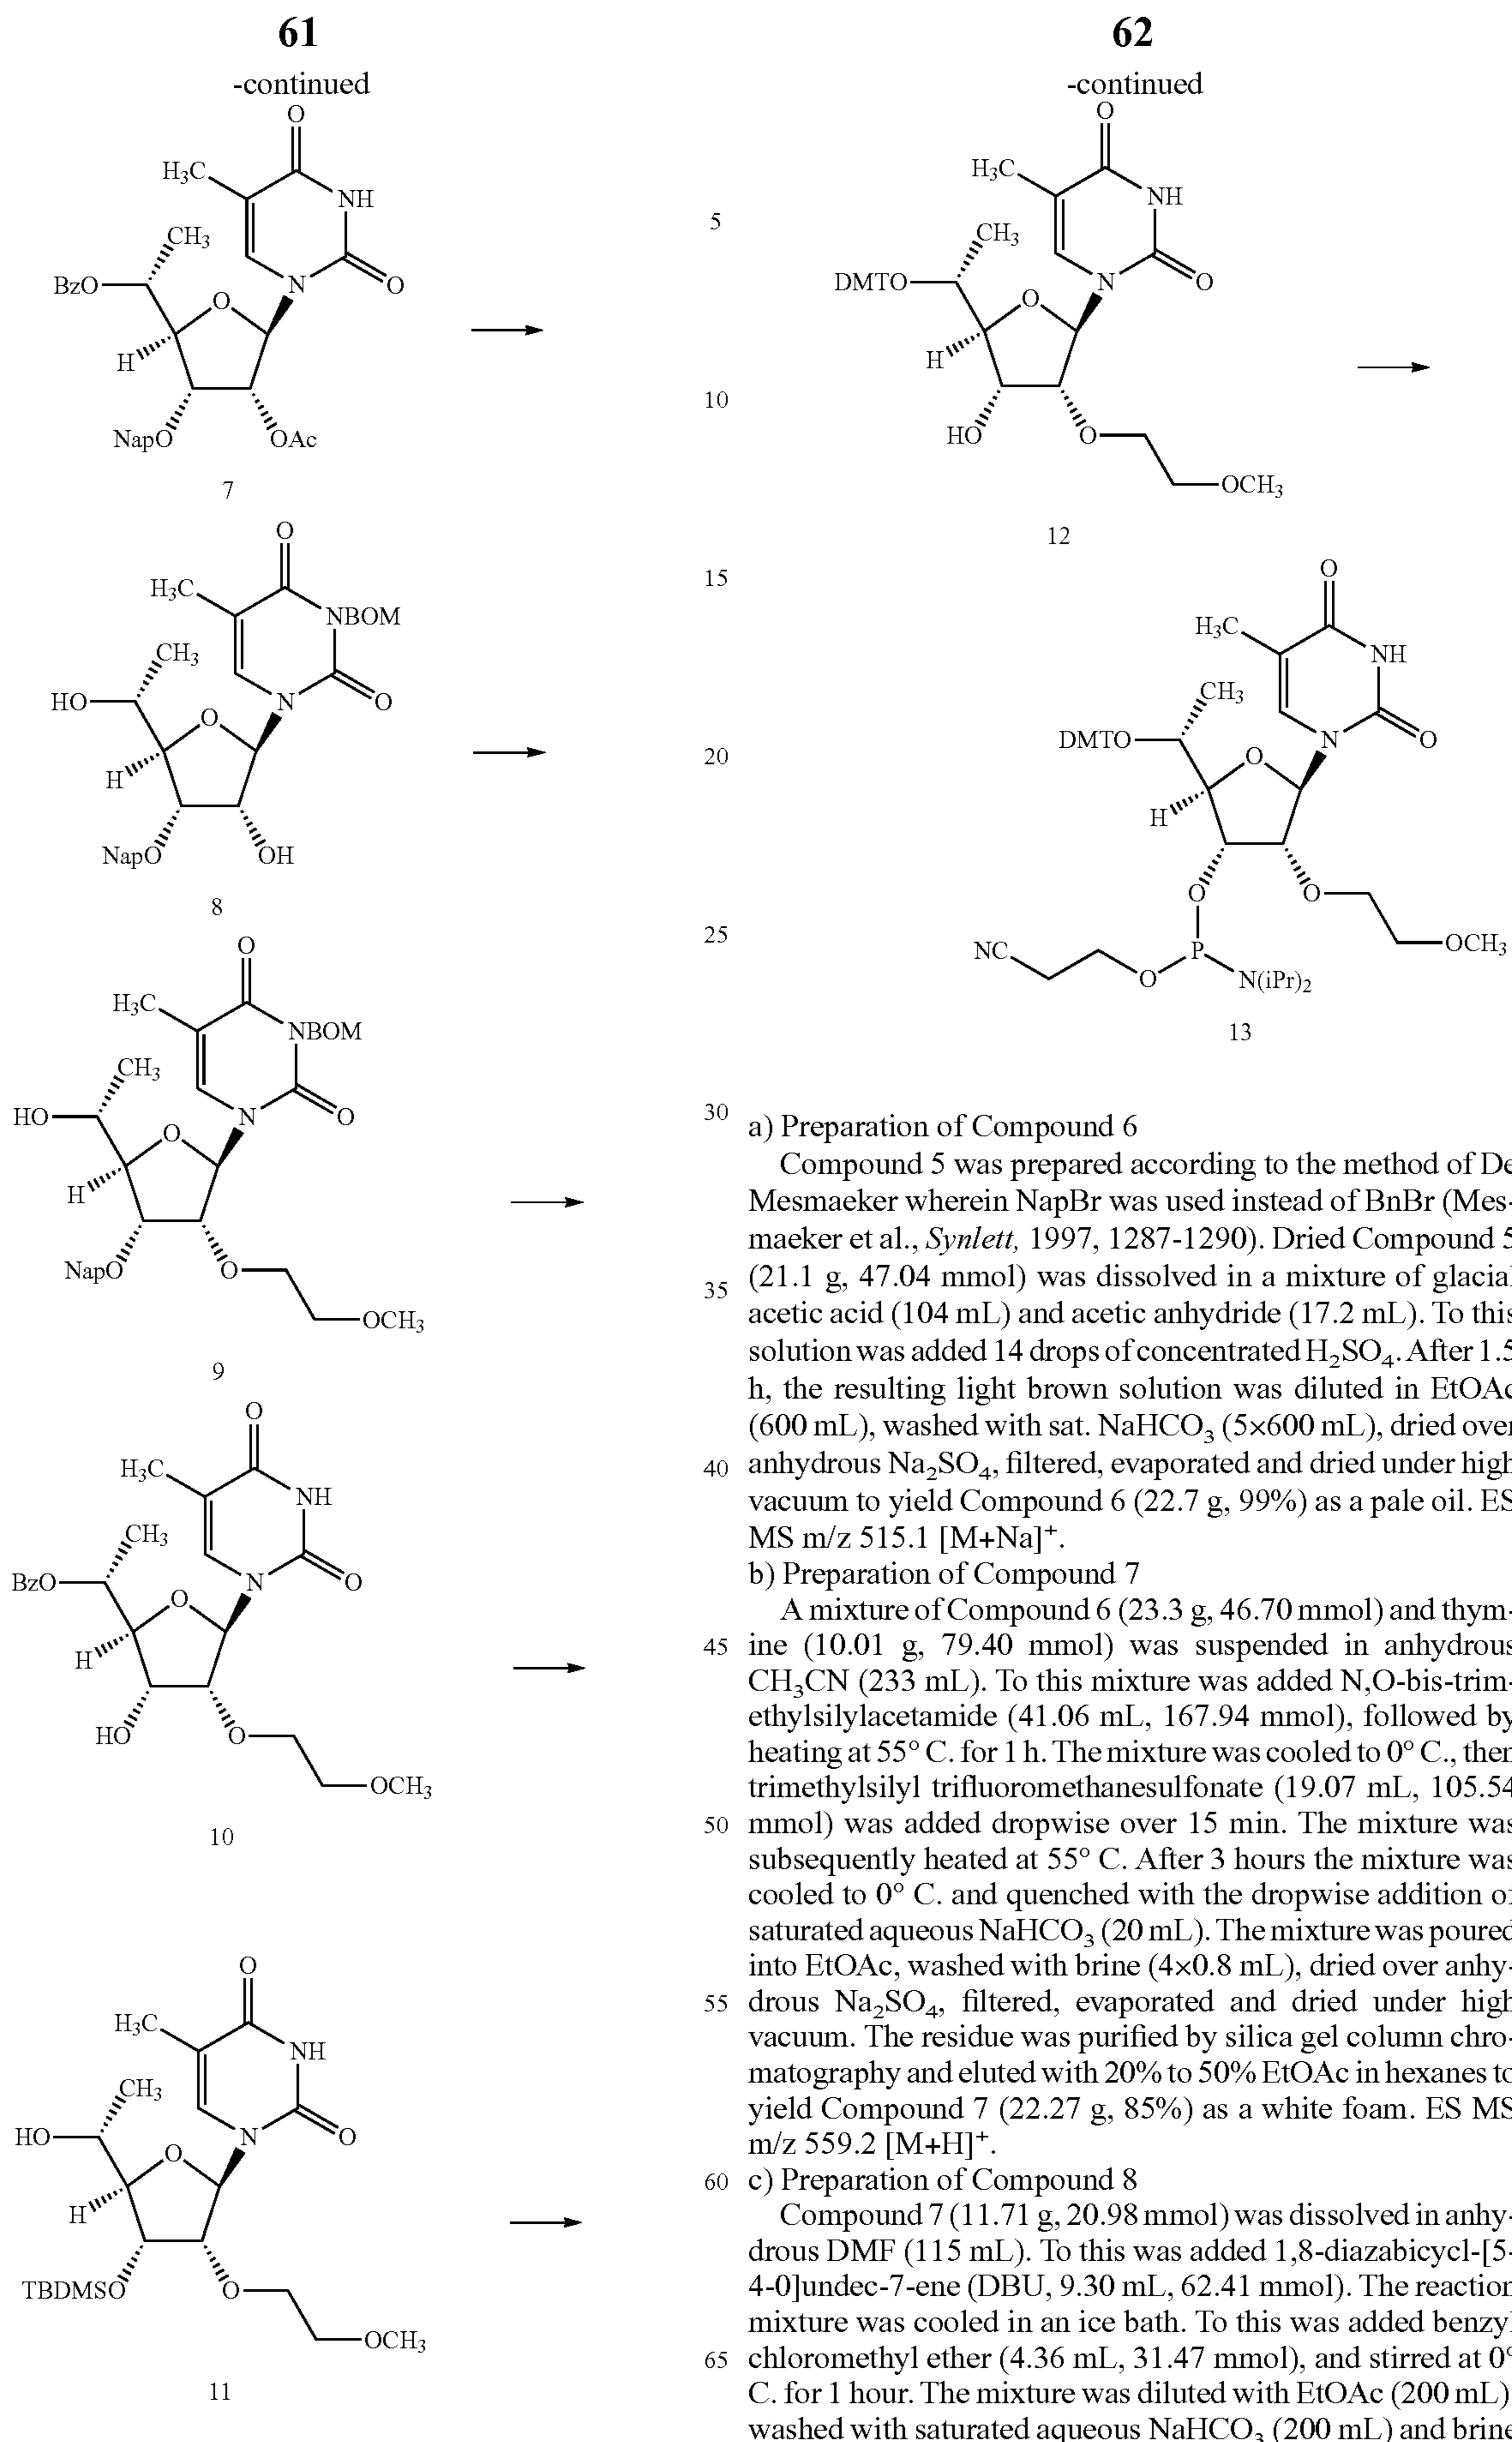 61
-continued
O
H₃C
NH
CH₃
BzO
O
N
O
H
NapO
OAc
7
O
H₃C
NBOM
CH₃
HO
O
N
O
H
NapO
OH
8
O
H₃C
NBOM
CH₃
HO
O
N
O
H
NapO
O
OCH₃
9
O
H₃C
NH
CH₃
BzO
O
N
O
H
HO
O
OCH₃
10
O
H₃C
NH
CH₃
HO
O
N
O
H
TBDMSO
O
OCH₃
11
62
-continued
O
H₃C
NH
5
CH₃
DMTO
O
N
O
H
10
HO
O
OCH₃
12
15
O
H₃C
NH
CH₃
20
DMTO
O
N
O
H
O
O
25
NC
P
OCH₃
O
N(iPr)₂
13
30
a) Preparation of Compound 6
Compound 5 was prepared according to the method of De
Mesmaeker wherein NapBr was used instead of BnBr (Mes-
maeker et al., Synlett, 1997, 1287-1290). Dried Compound 5
35 (21.1 g, 47.04 mmol) was dissolved in a mixture of glacial
acetic acid (104 mL) and acetic anhydride (17.2 mL). To this
solution was added 14 drops of concentrated H₂SO₄. After 1.5
h, the resulting light brown solution was diluted in EtOAc
(600 mL), washed with sat. NaHCO₃ (5×600 mL), dried over
40 anhydrous Na₂SO₄, filtered, evaporated and dried under high
vacuum to yield Compound 6 (22.7 g, 99%) as a pale oil. ES
MS m/z 515.1 [M+Na]⁺.
b) Preparation of Compound 7
A mixture of Compound 6 (23.3 g, 46.70 mmol) and thym-
45 ine (10.01 g, 79.40 mmol) was suspended in anhydrous
CH₃CN (233 mL). To this mixture was added N,O-bis-trim-
ethylsilylacetamide (41.06 mL, 167.94 mmol), followed by
heating at 55° C. for 1 h. The mixture was cooled to 0° C., then
trimethylsilyl trifluoromethanesulfonate (19.07 mL, 105.54
50 mmol) was added dropwise over 15 min. The mixture was
subsequently heated at 55° C. After 3 hours the mixture was
cooled to 0° C. and quenched with the dropwise addition of
saturated aqueous NaHCO₃ (20 mL). The mixture was poured
into EtOAc, washed with brine (4×0.8 mL), dried over anhy-
55 drous Na₂SO₄, filtered, evaporated and dried under high
vacuum. The residue was purified by silica gel column chro-
matography and eluted with 20% to 50% EtOAc in hexanes to
yield Compound 7 (22.27 g, 85%) as a white foam. ES MS
m/z 559.2 [M+H]⁺.
60 c) Preparation of Compound 8
Compound 7 (11.71 g, 20.98 mmol) was dissolved in anhy-
drous DMF (115 mL). To this was added 1,8-diazabicycl-[5-
4-0]undec-7-ene (DBU, 9.30 mL, 62.41 mmol). The reaction
mixture was cooled in an ice bath. To this was added benzyl
65 chloromethyl ether (4.36 mL, 31.47 mmol), and stirred at 0°
C. for 1 hour. The mixture was diluted with EtOAc (200 mL)
washed with saturated aqueous NaHCO₃ (200 mL) and brine